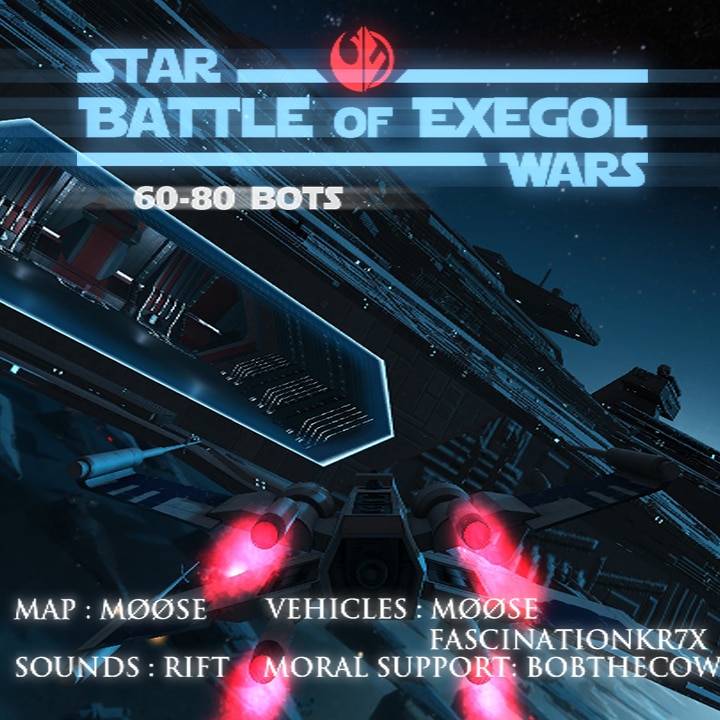 STAR
BATTLE OF EXEGOL
WARS
60-80 BOTS
MAP : MØØSE
VEHICLES : MØØSE
FASCINATIONKR7X
SOUNDS : RIFT
MORAL SUPPORT: BOBTHECOW